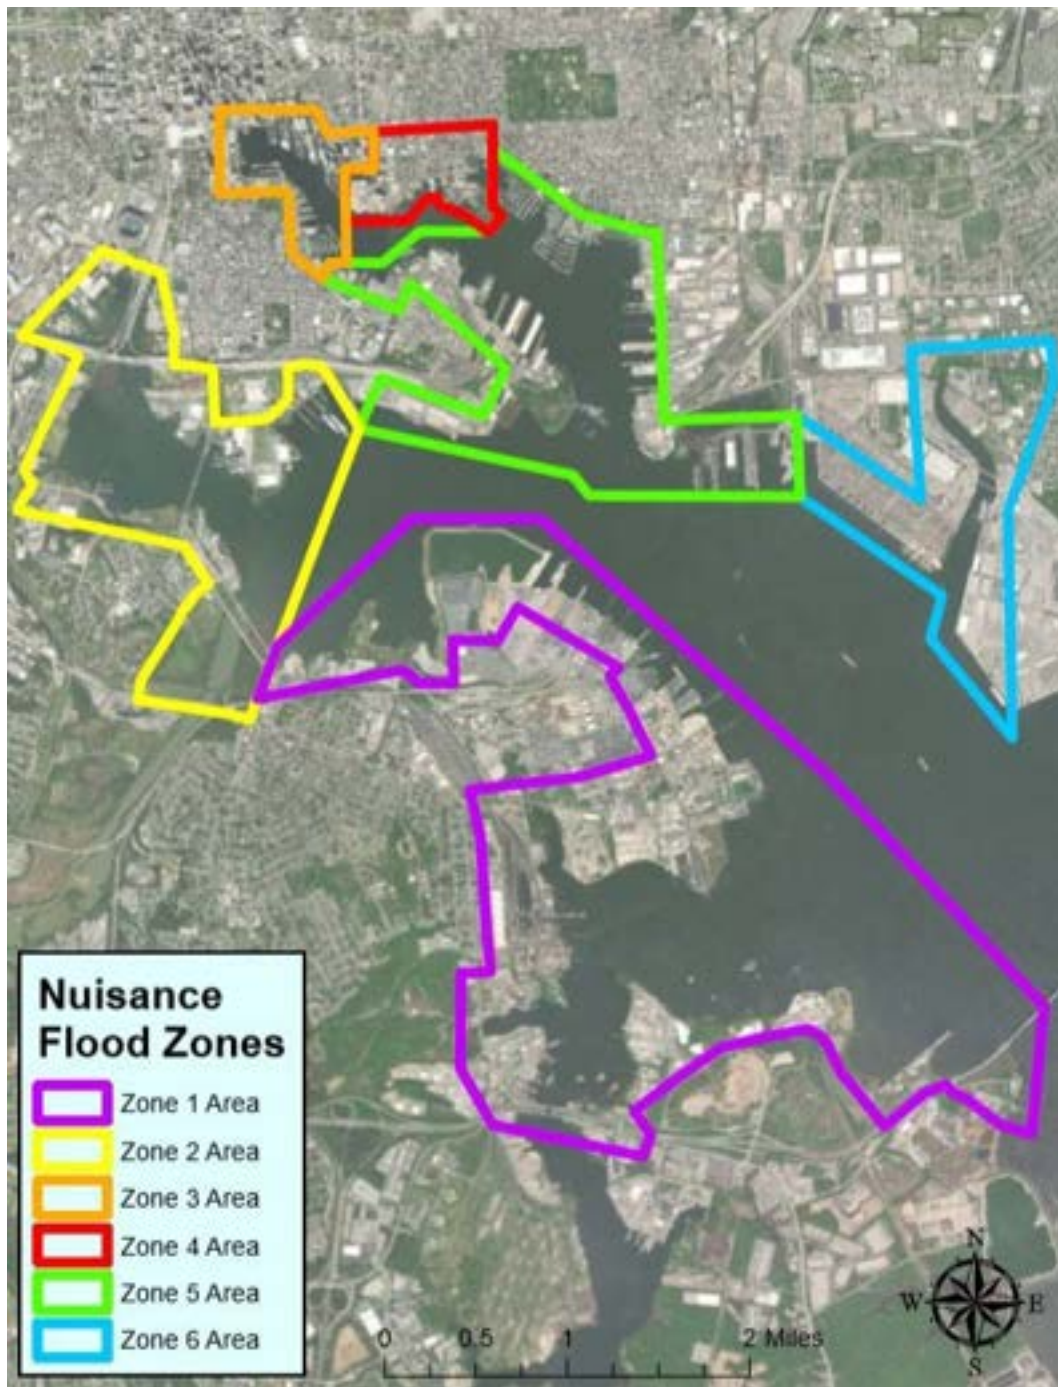 Nuisance
Flood Zones
Zone 1 Area
Zone 2 Area
Zone 3 Area
Zone 4 Area
Zone 5 Area
Zone 6 Area
0 0.5 1 2 Miles
N
W E
S